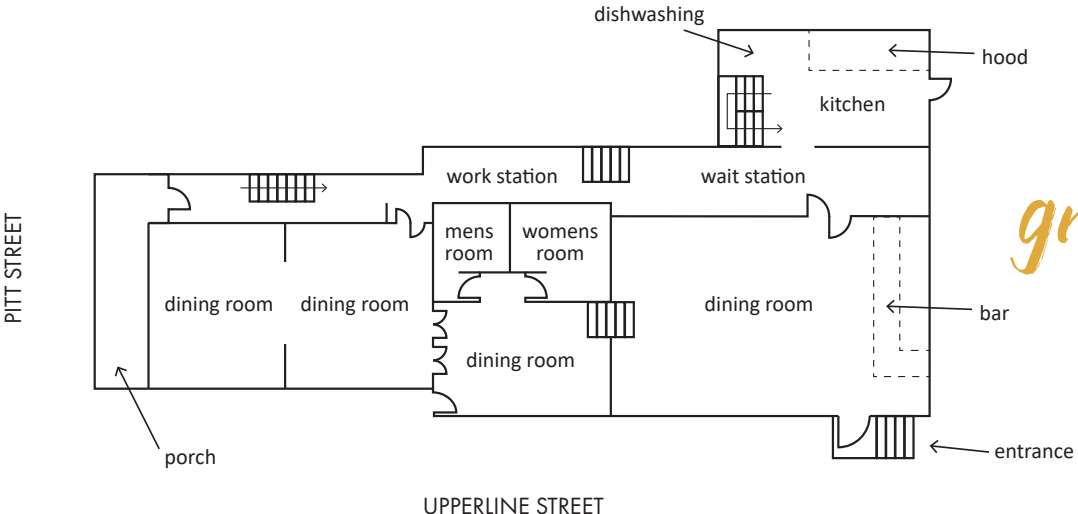 dishwashing
hood
kitchen
work station
wait station
PITT STREET
mens
room
womens
room
dining room
dining room
dining room
bar
dining room
porch
entrance
UPPERLINE STREET